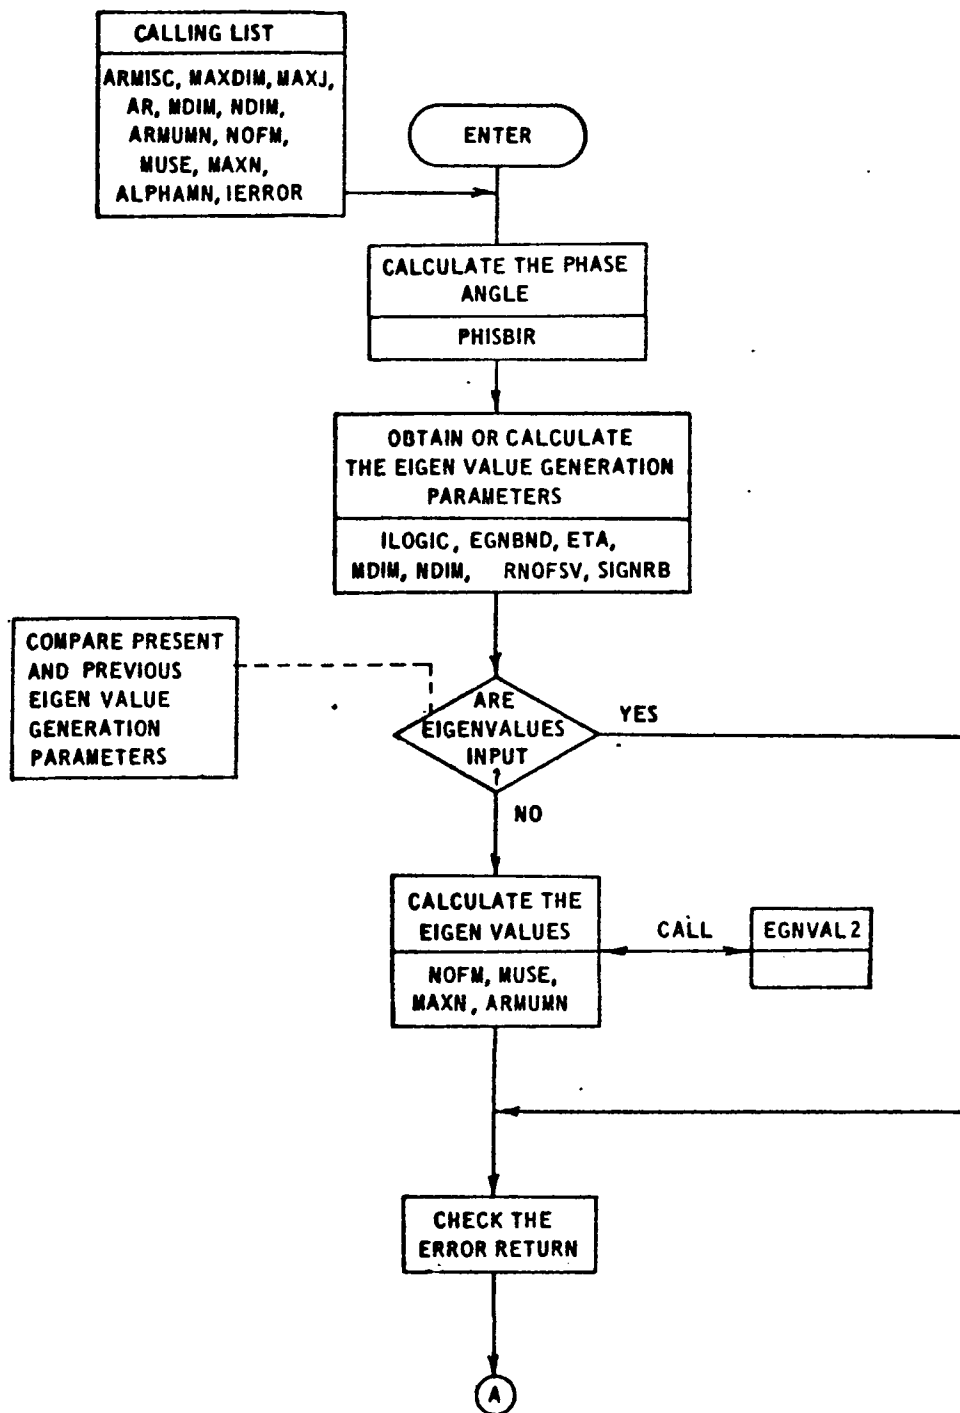 CALLING LIST
ARMISC, MAXDIM, MAXJ,
AR, MDIM, NDIM,
ARMUMN, NOFM,
MUSE, MAXN,
ALPHAMN, IERROR
ENTER
CALCULATE THE PHASE
ANGLE
PHISBIR
OBTAIN OR CALCULATE
THE EIGEN VALUE GENERATION
PARAMETERS
ILOGIC, EGNBND, ETA,
MDIM, NDIM, RNOFSV, SIGNRB
COMPARE PRESENT
AND PREVIOUS
EIGEN VALUE
GENERATION
PARAMETERS
ARE
EIGENVALUES
INPUT
?
YES
NO
CALCULATE THE
EIGEN VALUES
NOFM, MUSE,
MAXN, ARMUMN
CALL
EGNVAL2
CHECK THE
ERROR RETURN
A